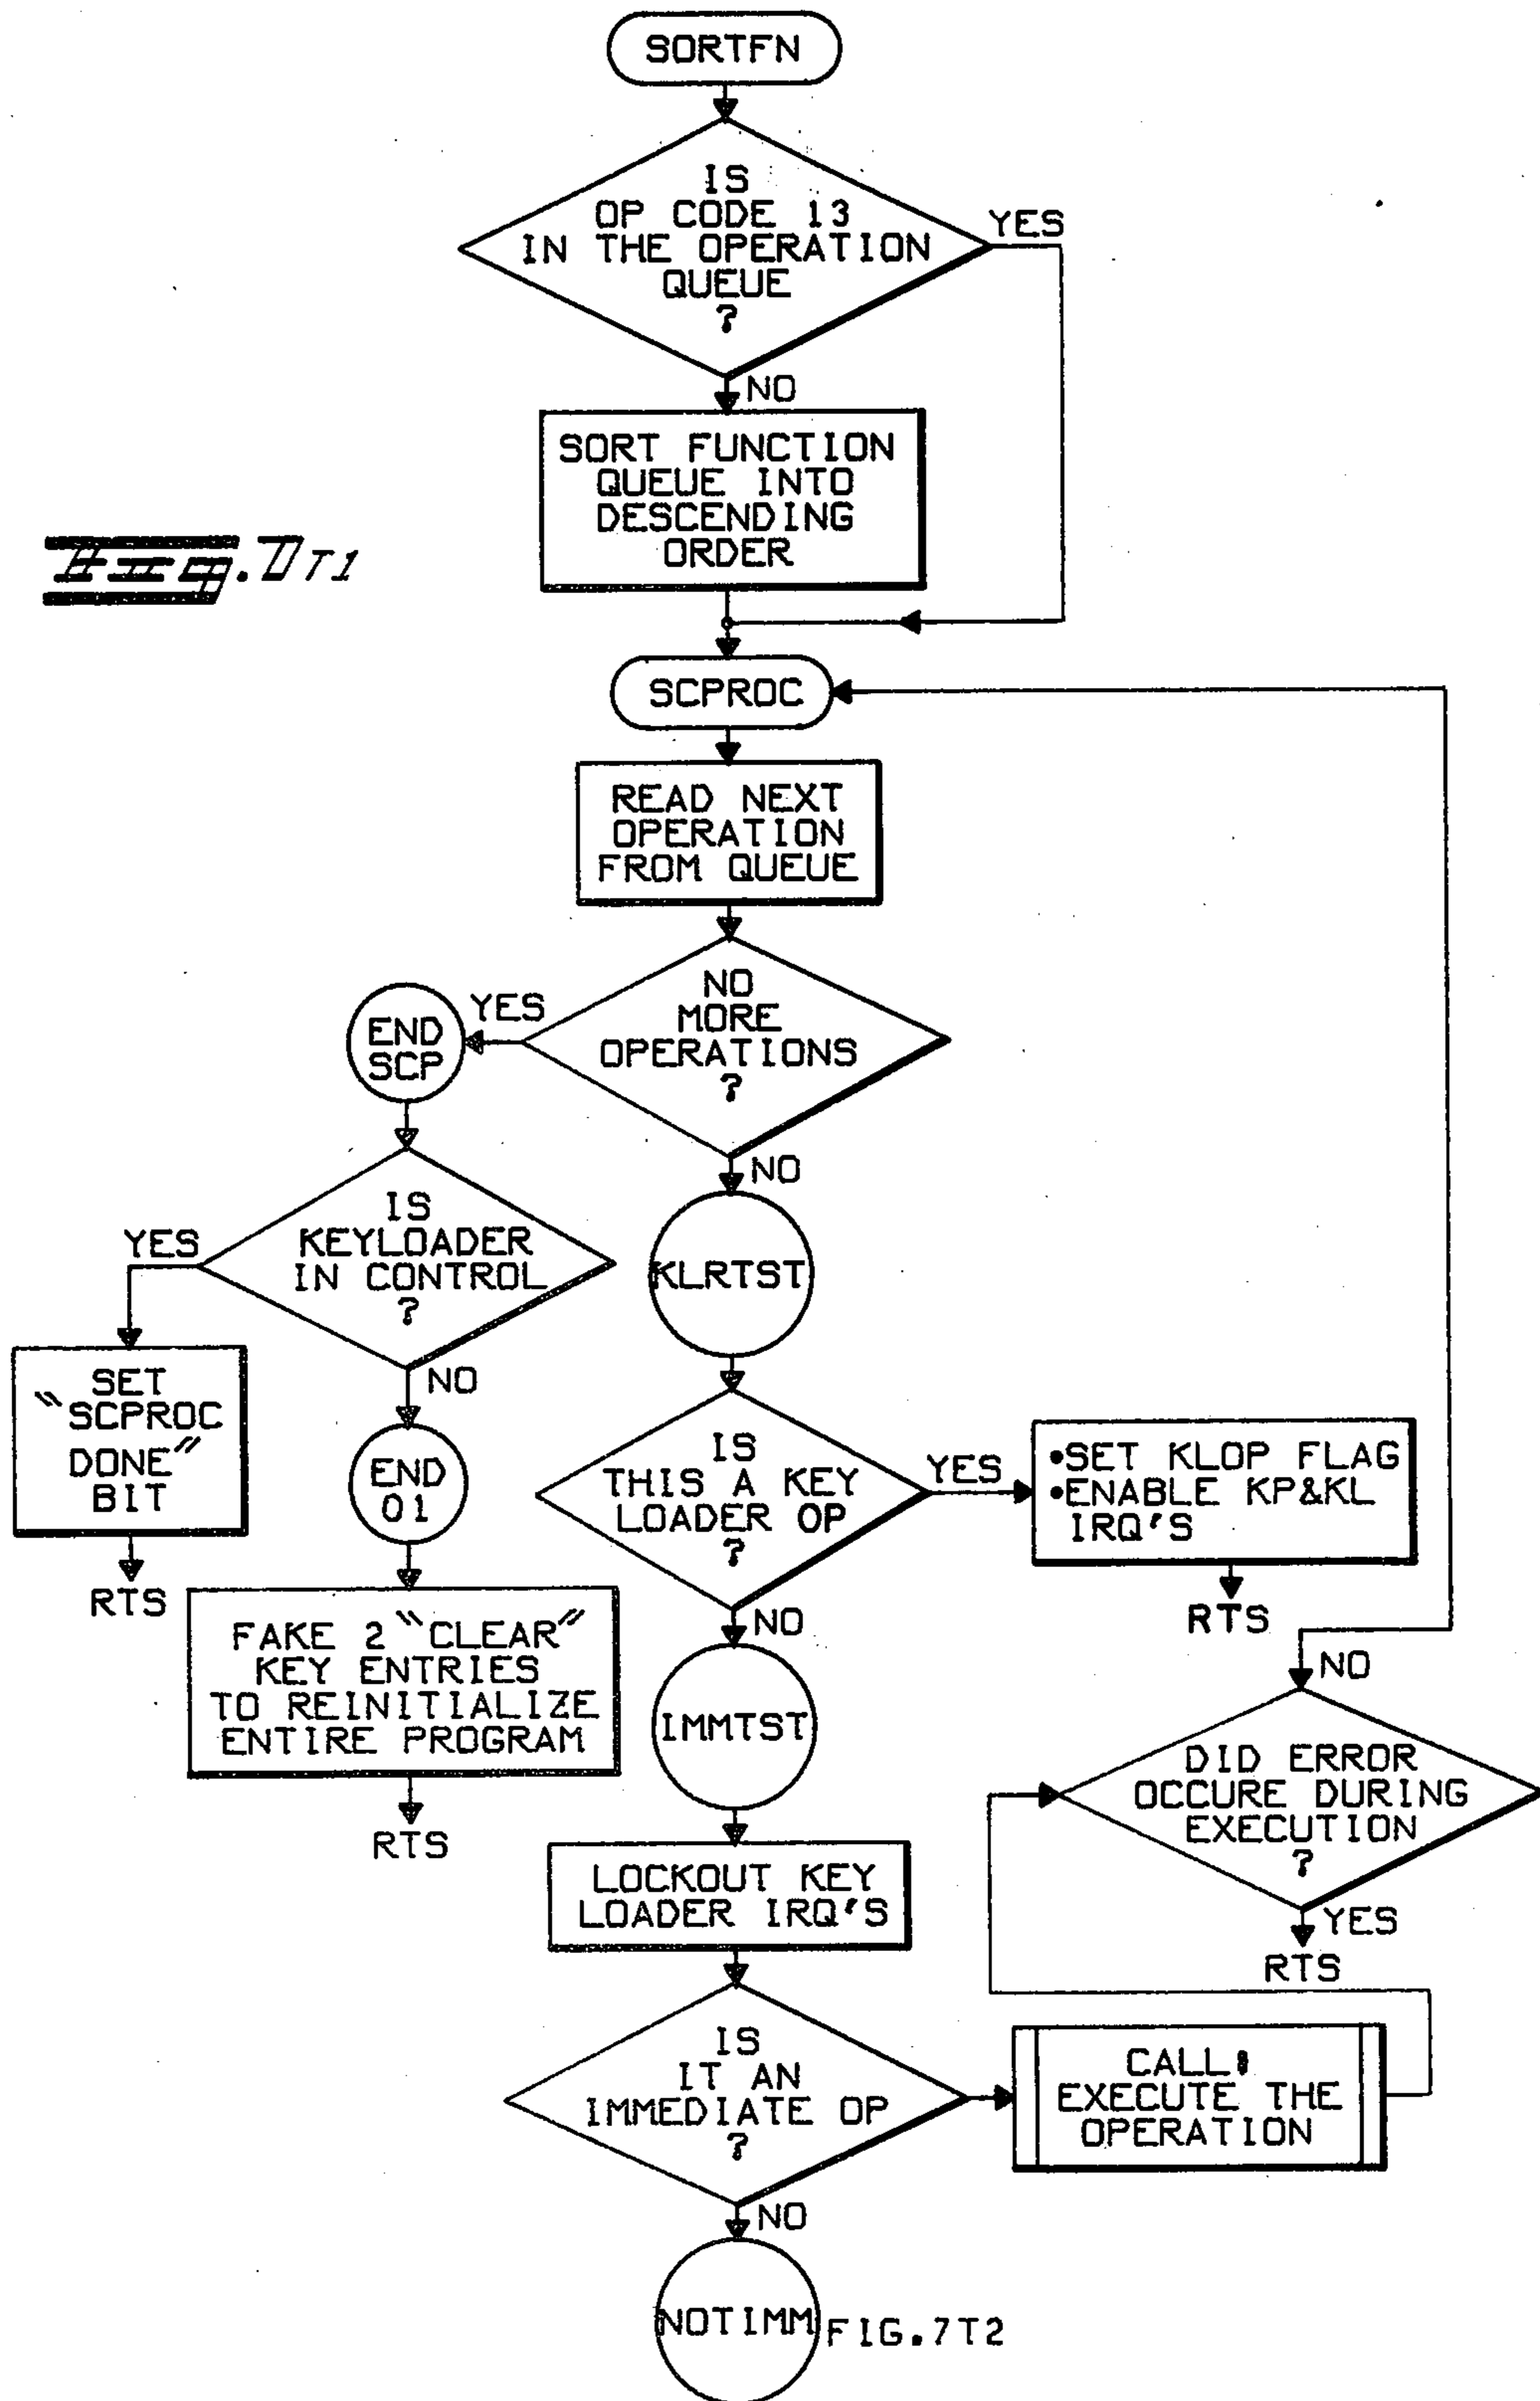 SORTFN
IS
OP CODE 13
IN THE OPERATION
QUEUE
?
YES
NO
SORT FUNCTION
QUEUE INTO
DESCENDING
ORDER
Fig. 7T1
SCPROC
READ NEXT
OPERATION
FROM QUEUE
NO
MORE
OPERATIONS
?
YES
END
SCP
NO
IS
KEYLOADER
IN CONTROL
?
YES
KLRTST
SET
"SCPROC
DONE"
BIT
RTS
NO
END
01
FAKE 2 "CLEAR"
KEY ENTRIES
TO REINITIALIZE
ENTIRE PROGRAM
RTS
IS
THIS A KEY
LOADER OP
?
YES
•SET KLOP FLAG
•ENABLE KP&KL
IRQ'S
RTS
NO
IMMTST
NO
DID ERROR
OCCURE DURING
EXECUTION
?
YES
RTS
LOCKOUT KEY
LOADER IRQ'S
IS
IT AN
IMMEDIATE OP
?
CALL:
EXECUTE THE
OPERATION
NO
NOTIMM
FIG.7T2